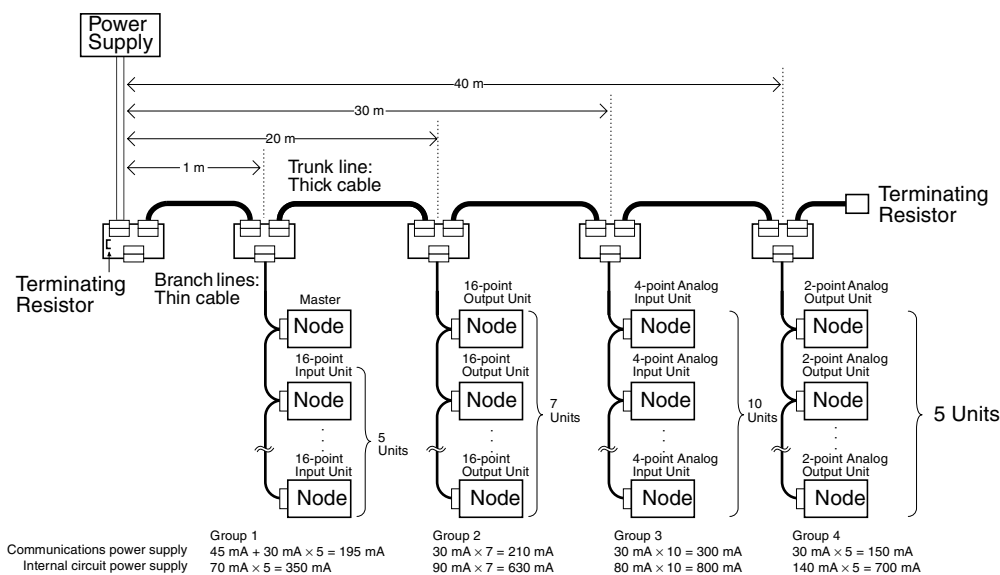 Power
Supply
40 m
30 m
20 m
1 m
Trunk line:
Thick cable
Terminating
Resistor
Terminating
Resistor
Branch lines:
Thin cable
Master
Node
16-point
Input Unit
Node
16-point
Input Unit
Node
5
Units
16-point
Output Unit
Node
16-point
Output Unit
Node
16-point
Output Unit
Node
7
Units
4-point Analog
Input Unit
Node
4-point Analog
Input Unit
Node
4-point Analog
Input Unit
Node
10
Units
2-point Analog
Output Unit
Node
2-point Analog
Output Unit
Node
2-point Analog
Output Unit
Node
5 Units
Group 1 Group 2 Group 3 Group 4
Communications power supply 45 mA + 30 mA × 5 = 195 mA 30 mA × 7 = 210 mA 30 mA × 10 = 300 mA 30 mA × 5 = 150 mA
Internal circuit power supply 70 mA × 5 = 350 mA 90 mA × 7 = 630 mA 80 mA × 10 = 800 mA 140 mA × 5 = 700 mA